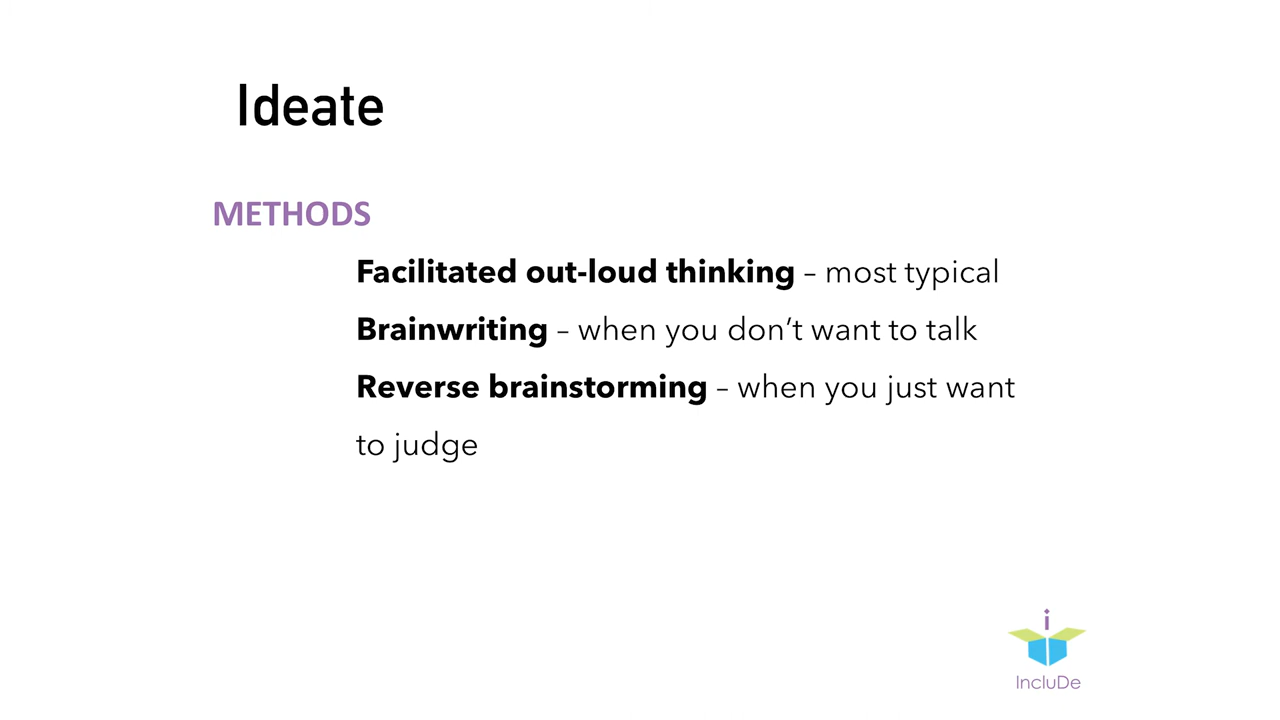 Ideate
METHODS
Facilitated out-loud thinking – most typical
Brainwriting – when you don’t want to talk
Reverse brainstorming – when you just want
to judge
i
IncluDe